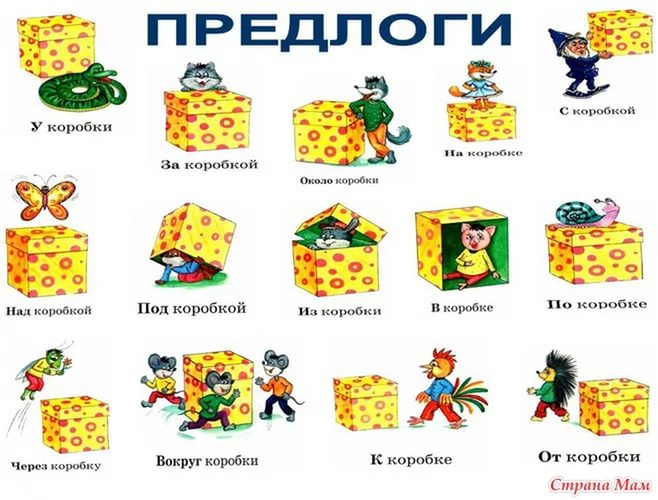 ПРЕДЛОГИ
У коробки
За коробкой
Около коробки
На коробке
С коробкой
Над коробкой
Под коробкой
Из коробки
В коробке
По коробке
Через коробку
Вокруг коробки
К коробке
От коробки
Страна Мам